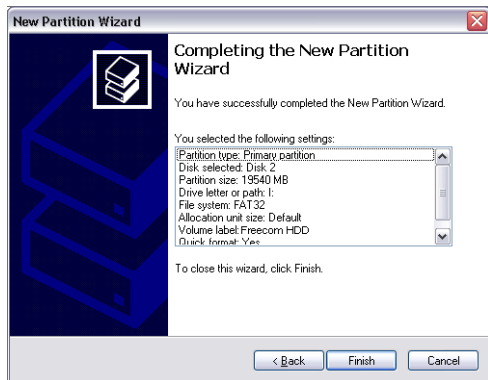 New Partition Wizard
Completing the New Partition
Wizard
You have successfully completed the New Partition Wizard.
You selected the following settings:
Partition type: Primary partition
Disk selected: Disk 2
Partition size: 19540 MB
Drive letter or path: I:
File system: FAT32
Allocation unit size: Default
Volume label: Freecom HDD
Quick format: Yes
To close this wizard, click Finish.
< Back
Finish
Cancel